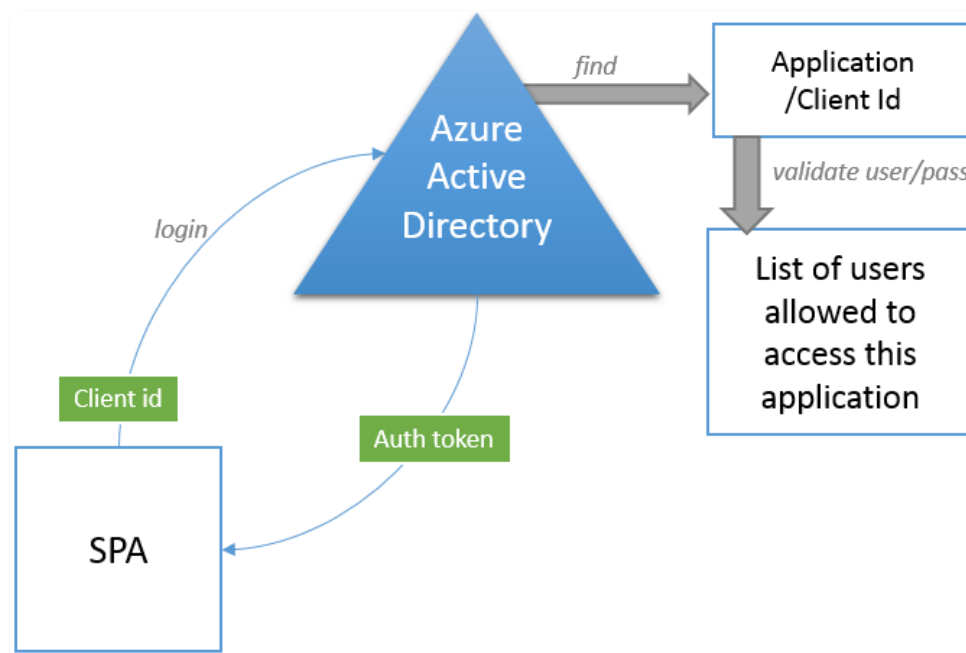 find
Application
/Client Id
Azure
Active
Directory
validate user/pass
login
List of users
allowed to
access this
application
Client id
Auth token
SPA